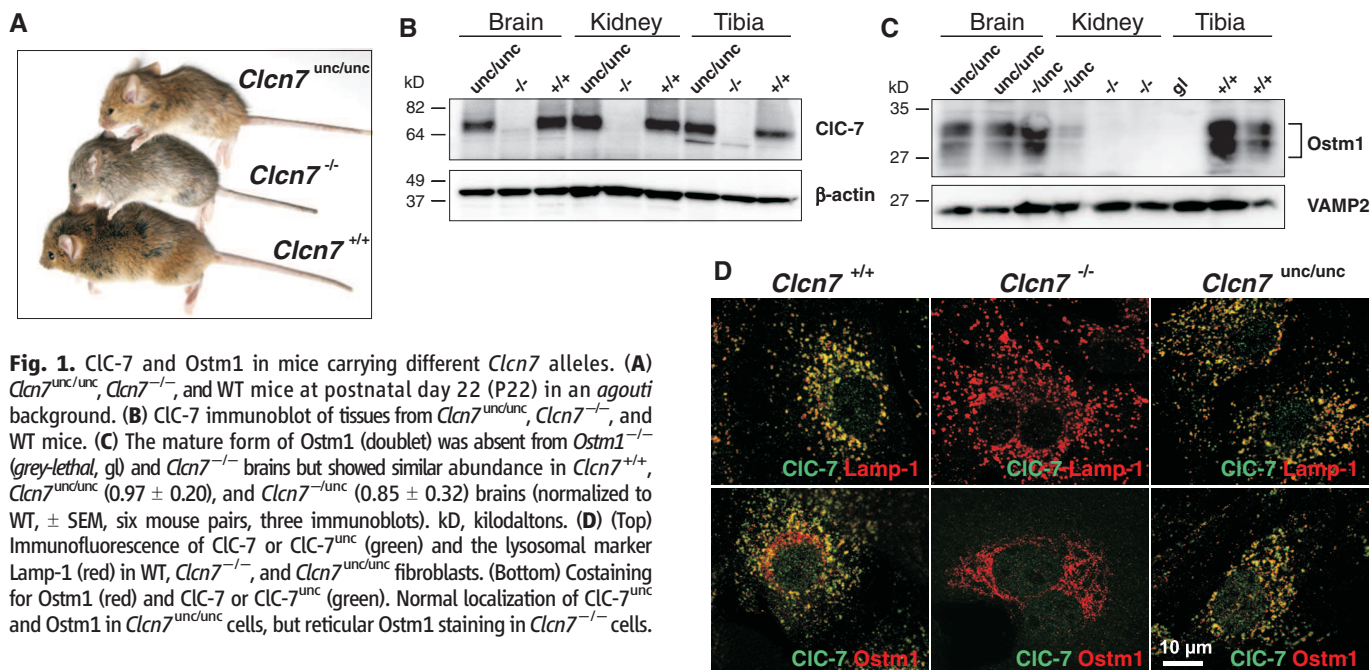 A
Clcn7 unc/unc
Clcn7 -/-
Clcn7 +/+
B
Brain Kidney Tibia
unc/unc -/- +/+ unc/unc -/- +/+ unc/unc -/- +/+
kD
82
64
ClC-7
49
37
β-actin
C
Brain Kidney Tibia
unc/unc unc/unc -/unc -/unc -/- -/- gl +/+ +/+
kD
35
27
Ostm1
27
VAMP2
D
Clcn7 +/+ Clcn7 -/- Clcn7 unc/unc
ClC-7 Lamp-1 ClC-7 Lamp-1 ClC-7 Lamp-1
ClC-7 Ostm1 ClC-7 Ostm1 10 µm ClC-7 Ostm1
Fig. 1. ClC-7 and Ostm1 in mice carrying different Clcn7 alleles. (A)
Clcn7unc/unc, Clcn7−/−, and WT mice at postnatal day 22 (P22) in an agouti
background. (B) ClC-7 immunoblot of tissues from Clcn7unc/unc, Clcn7−/−, and
WT mice. (C) The mature form of Ostm1 (doublet) was absent from Ostm1−/−
(grey-lethal, gl) and Clcn7−/− brains but showed similar abundance in Clcn7+/+,
Clcn7unc/unc (0.97 ± 0.20), and Clcn7−/unc (0.85 ± 0.32) brains (normalized to
WT, ± SEM, six mouse pairs, three immunoblots). kD, kilodaltons. (D) (Top)
Immunofluorescence of ClC-7 or ClC-7unc (green) and the lysosomal marker
Lamp-1 (red) in WT, Clcn7−/−, and Clcn7unc/unc fibroblasts. (Bottom) Costaining
for Ostm1 (red) and ClC-7 or ClC-7unc (green). Normal localization of ClC-7unc
and Ostm1 in Clcn7unc/unc cells, but reticular Ostm1 staining in Clcn7−/− cells.